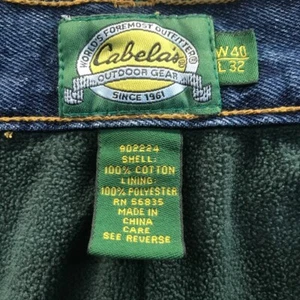 WORLD'S FOREMOST OUTFITTER
Cabela's
OUTDOOR GEAR
SINCE 1961
W 40
L 32
902224
SHELL:
100% COTTON
LINING:
100% POLYESTER
RN 56835
MADE IN
CHINA
CARE
SEE REVERSE